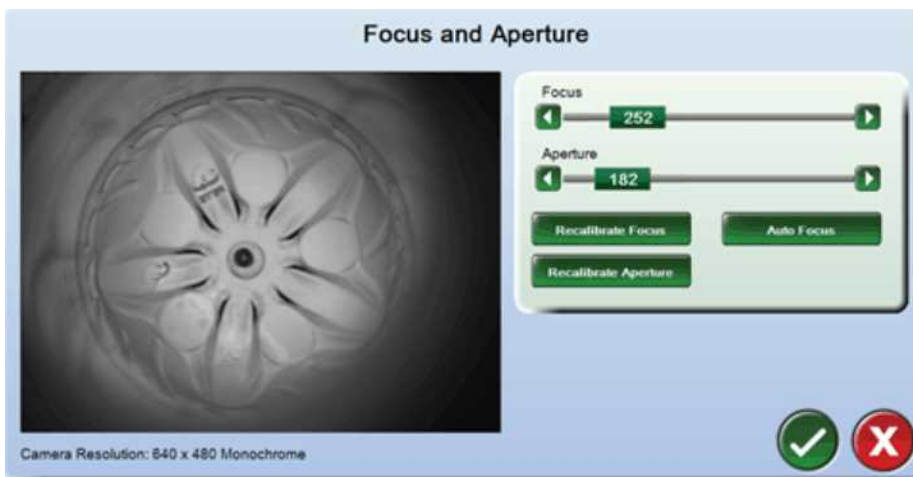 Focus and Aperture
Focus
252
Aperture
182
Recalibrate Focus
Auto Focus
Recalibrate Aperture
Camera Resolution: 640 x 480 Monochrome